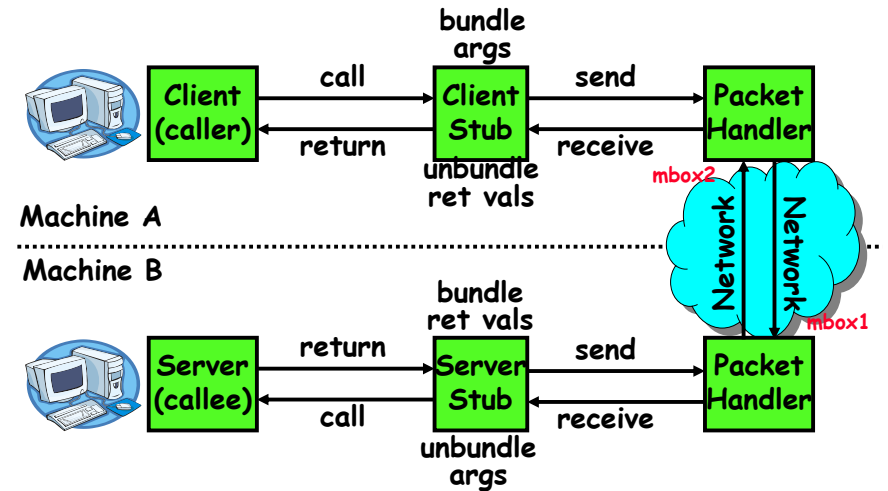 bundle
args
call
send
Client
(caller)
Client
Stub
Packet
Handler
return
receive
unbundle
ret vals
mbox2
Machine A
Network
Network
Machine B
mbox1
bundle
ret vals
return
send
Server
(callee)
Server
Stub
Packet
Handler
call
receive
unbundle
args